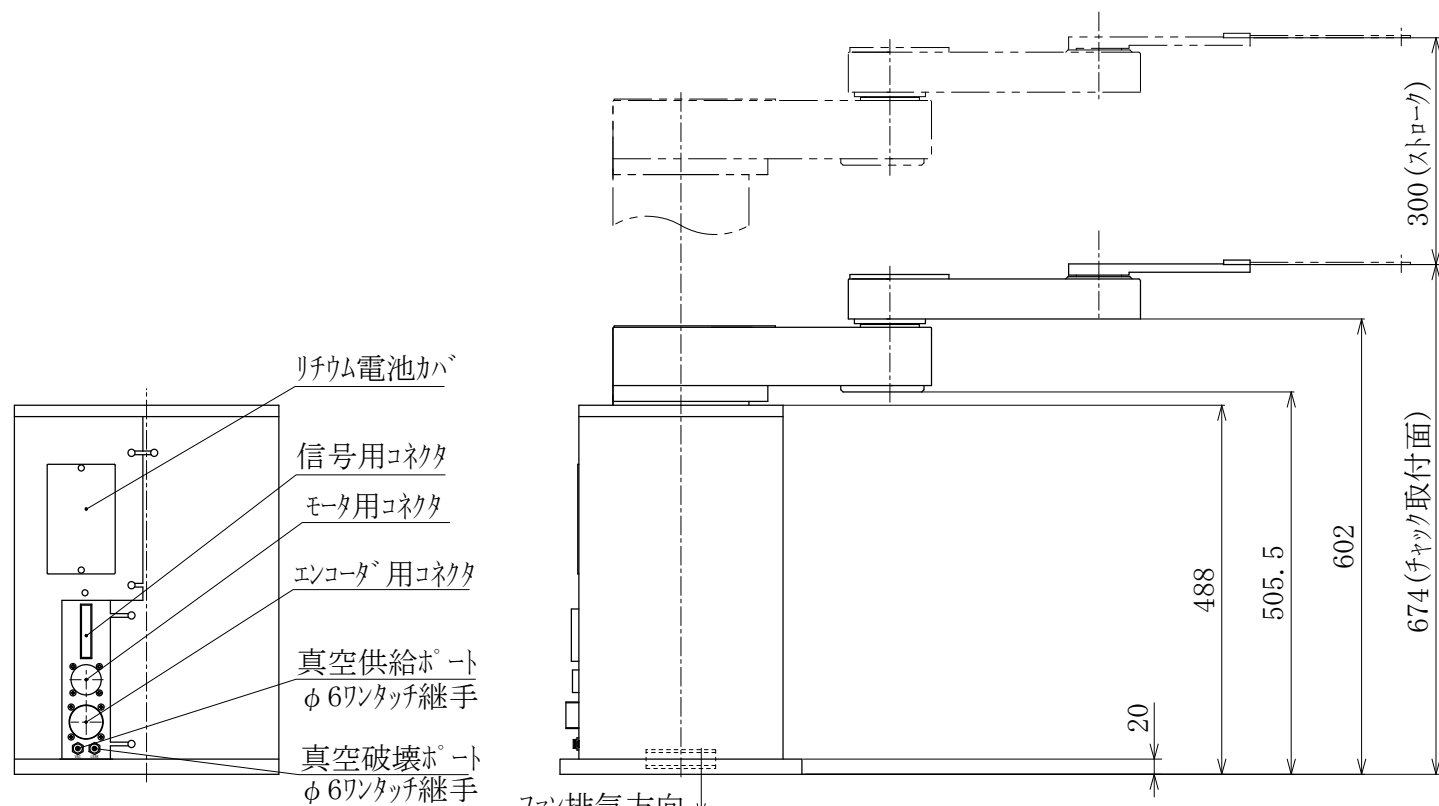 リチウム電池カバ
信号用コネクタ
モータ用コネクタ
エンコーダ用コネクタ
真空供給ポート
φ6ワンタッチ継手
真空破壊ポート
φ6ワンタッチ継手
300(ストローク)
674(チャック取付面)
602
505.5
488
20
ファン排気方向